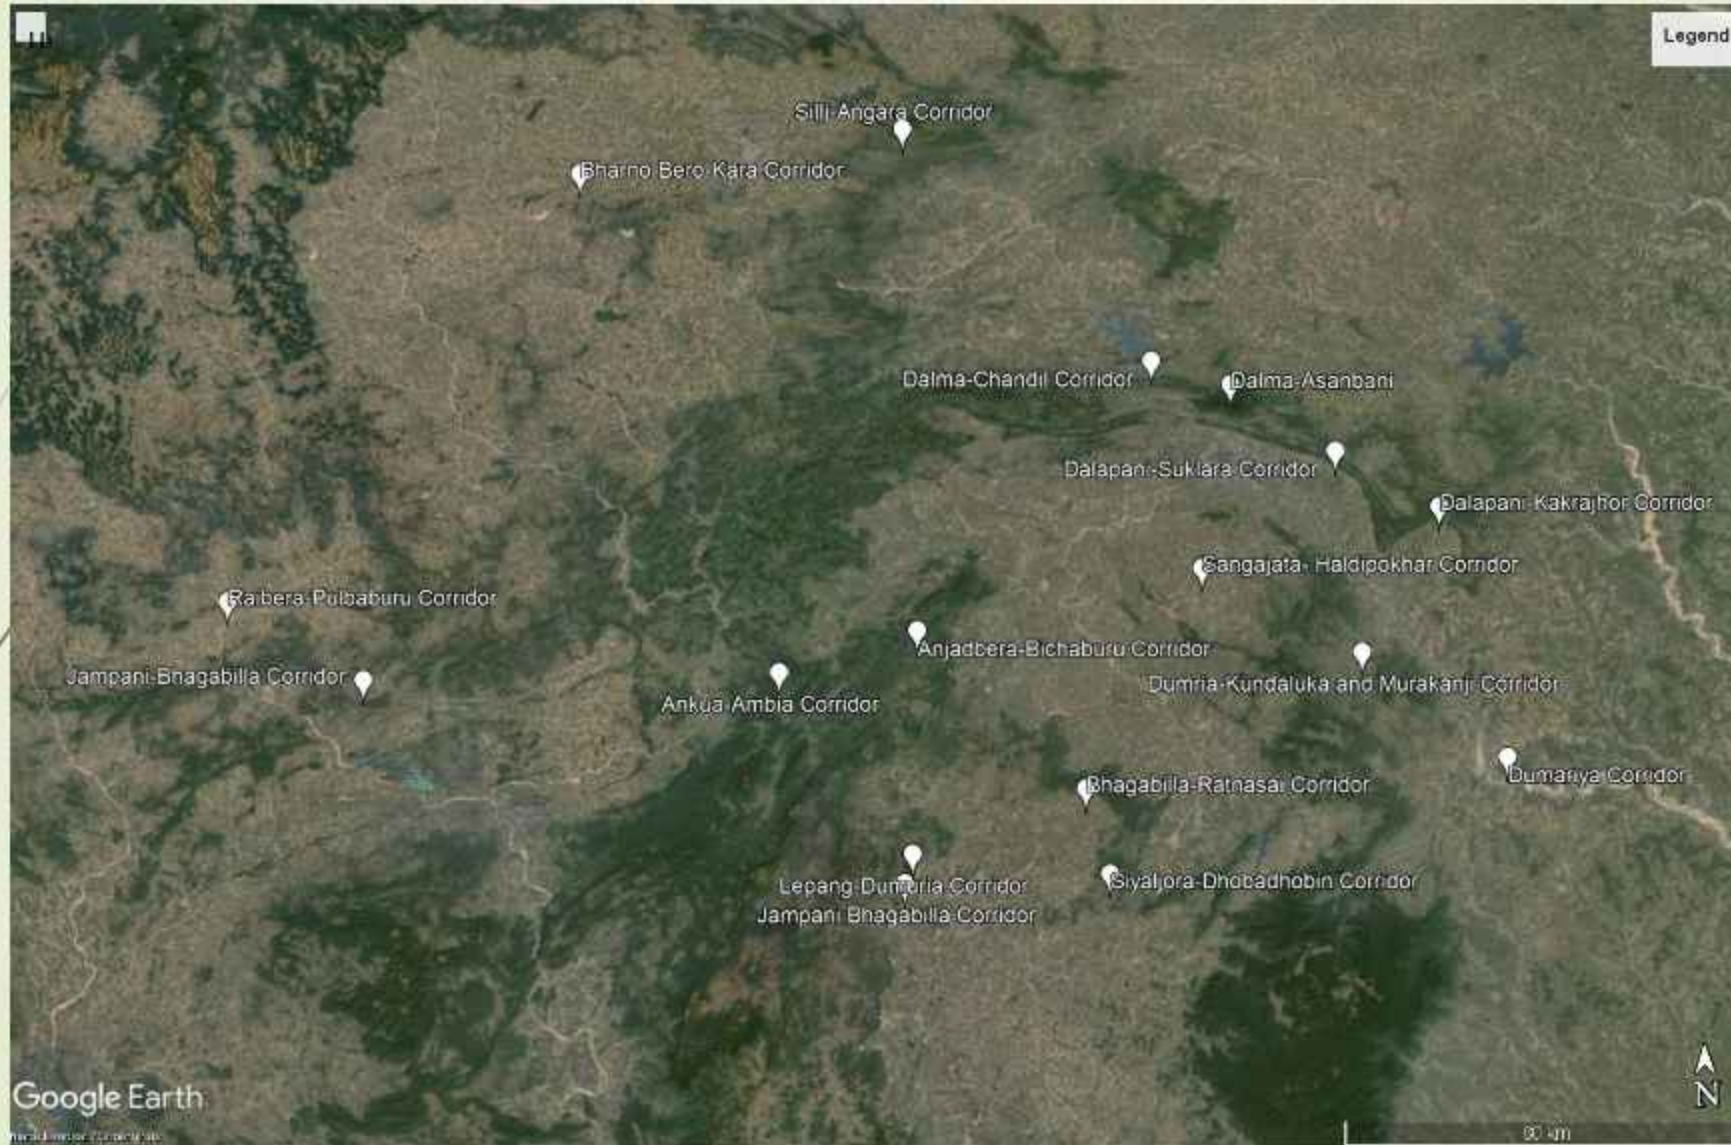 Legend
Silli-Angara Corridor
Bharno Bero-Kara Corridor
Dalma-Chandil Corridor
Dalma-Asanbani
Dalapani-Suklara Corridor
Dalapani-Kakrajhor Corridor
Sangajata- Haldipokhar Corridor
Raibera-Pulbaburu Corridor
Anjadbera-Bichaburu Corridor
Jampani-Bhagabilla Corridor
Dumria-Kundaluka and Murakanji Corridor
Ankua-Ambia Corridor
Dumariya Corridor
Bhagabilla-Ratnasai Corridor
Siyaljora-Dhobadhobin Corridor
Lepang-Dumuria Corridor
Jampani Bhagabilla Corridor
Google Earth
N
km